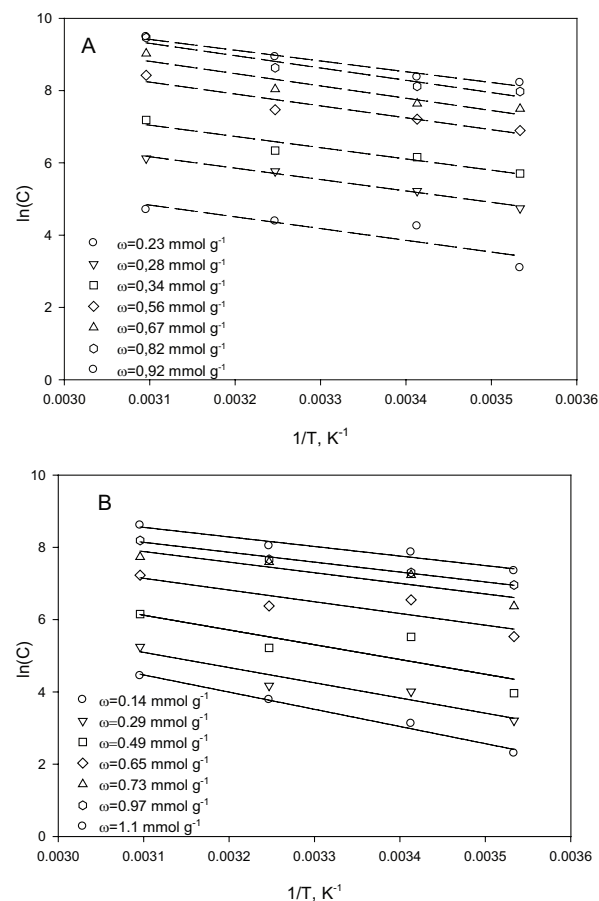 A
10
8
6
4
2
0
ln(C)
ω=0.23 mmol g⁻¹
ω=0,28 mmol g⁻¹
ω=0,34 mmol g⁻¹
ω=0,56 mmol g⁻¹
ω=0,67 mmol g⁻¹
ω=0,82 mmol g⁻¹
ω=0,92 mmol g⁻¹
0.0030 0.0031 0.0032 0.0033 0.0034 0.0035 0.0036
1/T, K⁻¹
B
10
8
6
4
2
0
ln(C)
ω=0.14 mmol g⁻¹
ω=0.29 mmol g⁻¹
ω=0.49 mmol g⁻¹
ω=0.65 mmol g⁻¹
ω=0.73 mmol g⁻¹
ω=0.97 mmol g⁻¹
ω=1.1 mmol g⁻¹
0.0030 0.0031 0.0032 0.0033 0.0034 0.0035 0.0036
1/T, K⁻¹